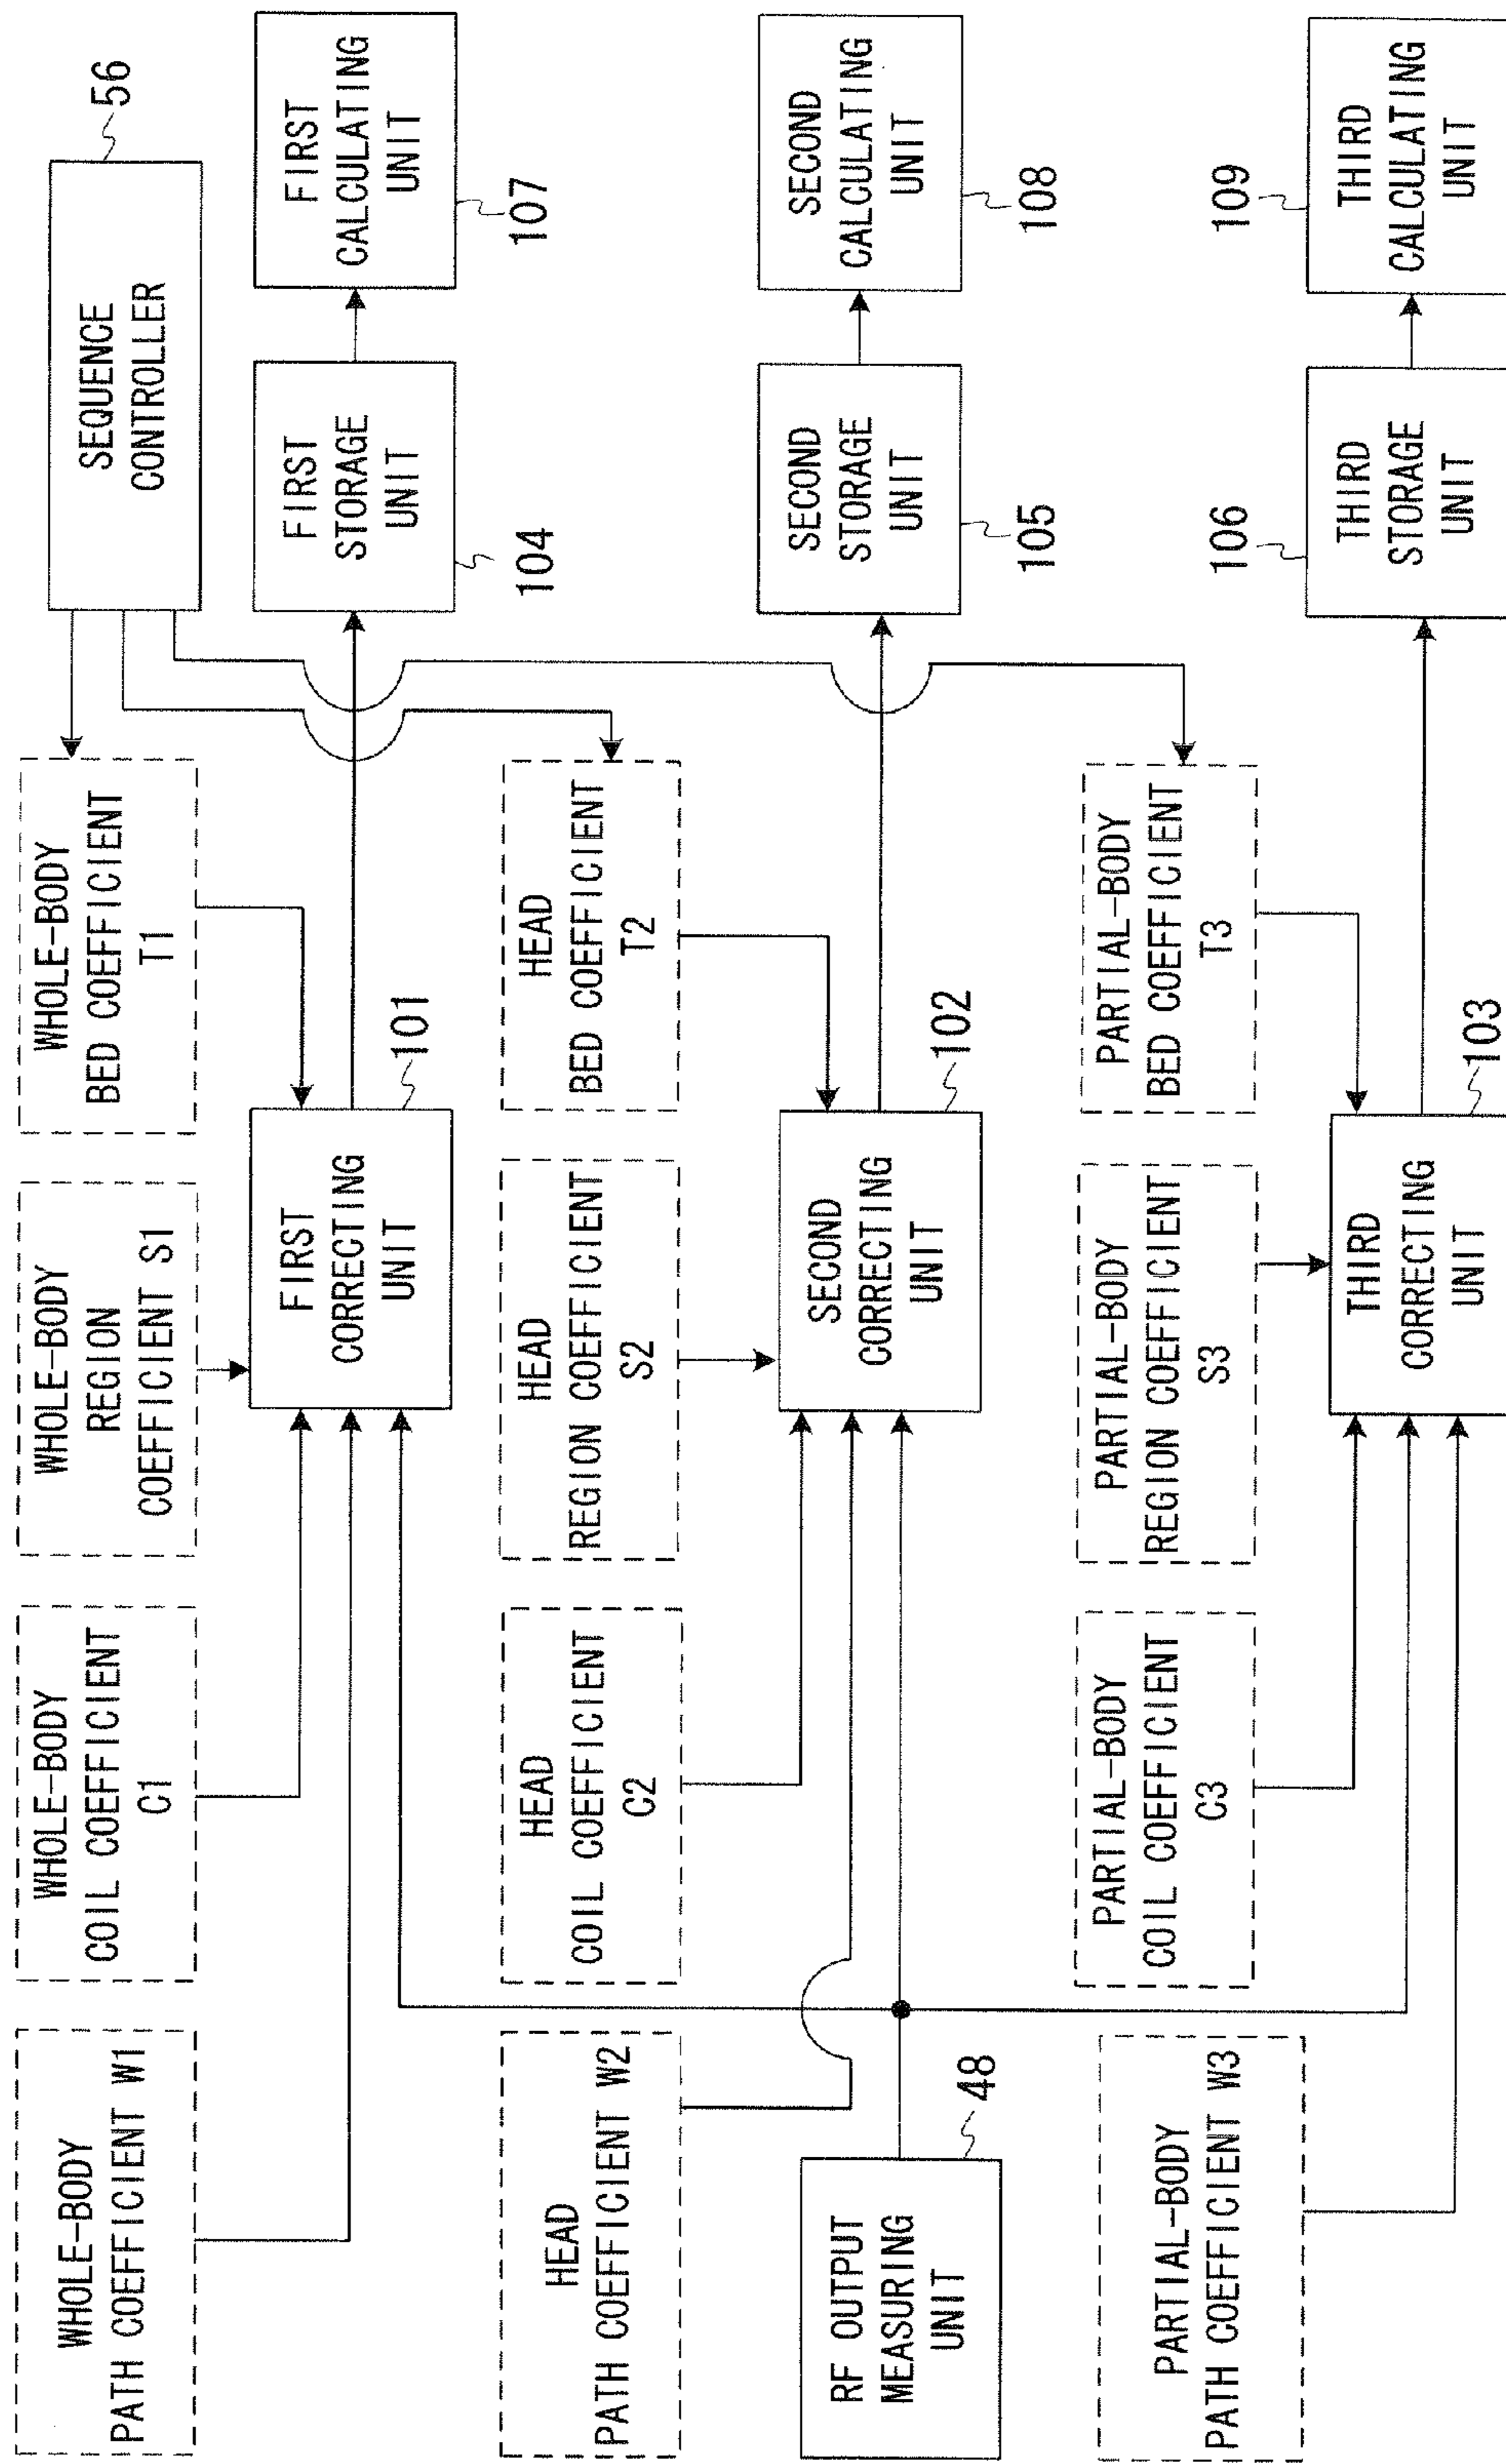 WHOLE-BODY
PATH COEFFICIENT W1
WHOLE-BODY
COIL COEFFICIENT
C1
WHOLE-BODY
REGION
COEFFICIENT S1
WHOLE-BODY
BED COEFFICIENT
T1
SEQUENCE
CONTROLLER
56
FIRST
CORRECTING
UNIT
101
FIRST
STORAGE
UNIT
104
FIRST
CALCULATING
UNIT
107
HEAD
PATH COEFFICIENT W2
HEAD
COIL COEFFICIENT
C2
HEAD
REGION COEFFICIENT
S2
HEAD
BED COEFFICIENT
T2
RF OUTPUT
MEASURING
UNIT
48
SECOND
CORRECTING
UNIT
102
SECOND
STORAGE
UNIT
105
SECOND
CALCULATING
UNIT
108
PARTIAL-BODY
PATH COEFFICIENT W3
PARTIAL-BODY
COIL COEFFICIENT
C3
PARTIAL-BODY
REGION COEFFICIENT
S3
PARTIAL-BODY
BED COEFFICIENT
T3
THIRD
CORRECTING
UNIT
103
THIRD
STORAGE
UNIT
106
THIRD
CALCULATING
UNIT
109